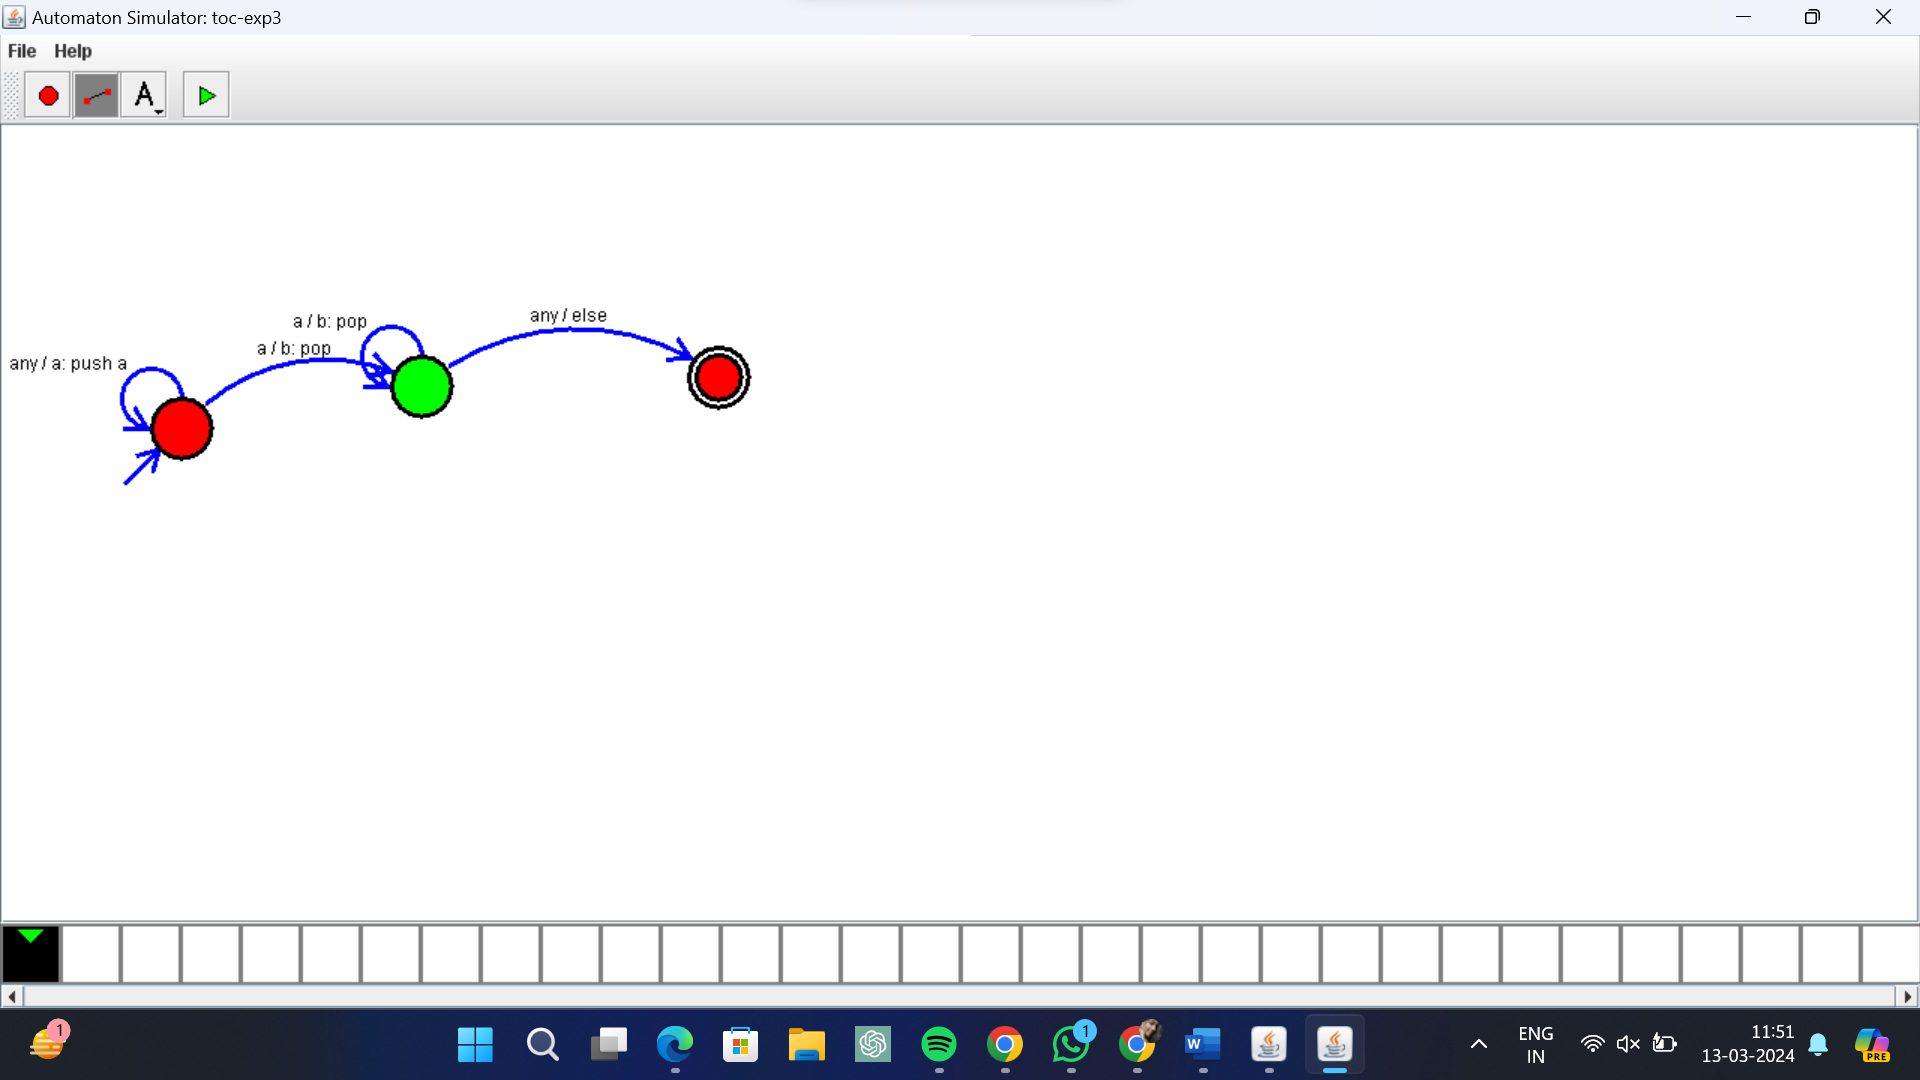 Automaton Simulator: toc-exp3
File Help
A
a / b: pop
any / else
a / b: pop
any / a: push a
1
1
W
PRE
ENG
IN
11:51
13-03-2024